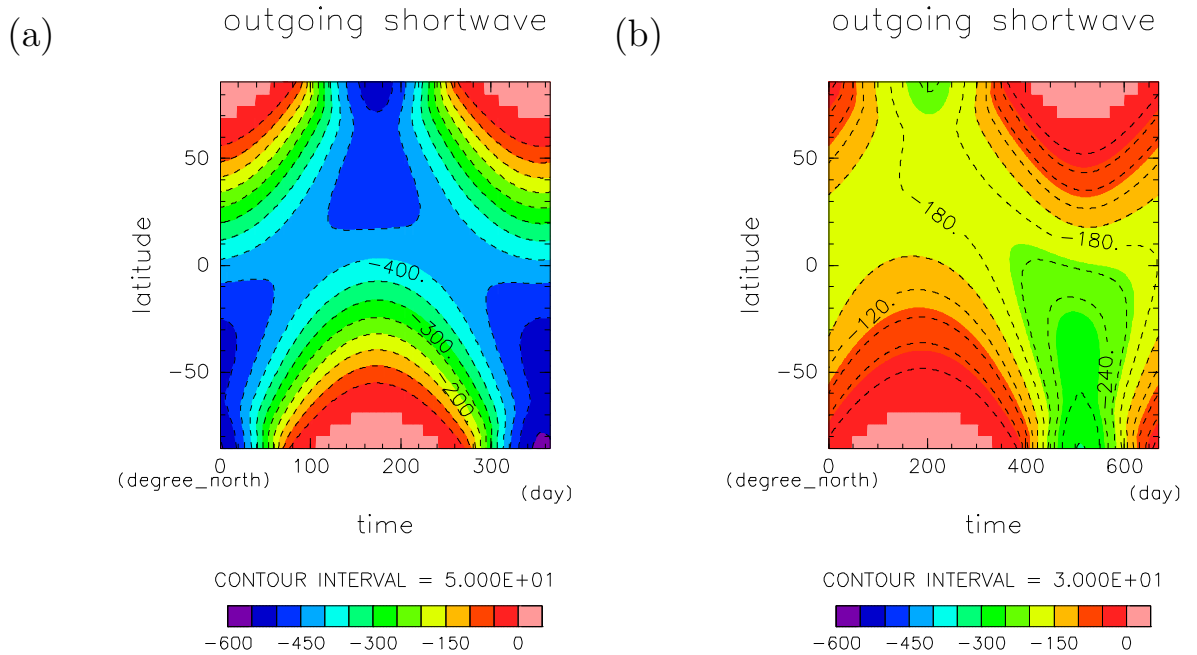 (a)
outgoing shortwave
50
0
−50
latitude
−400.
−300.
−200
0
100
200
300
(degree_north)
(day)
time
CONTOUR INTERVAL = 5.000E+01
−600
−450
−300
−150
0
(b)
outgoing shortwave
50
0
−50
latitude
−180.
−180.
120.
240.
0
200
400
600
(degree_north)
(day)
time
CONTOUR INTERVAL = 3.000E+01
−600
−450
−300
−150
0